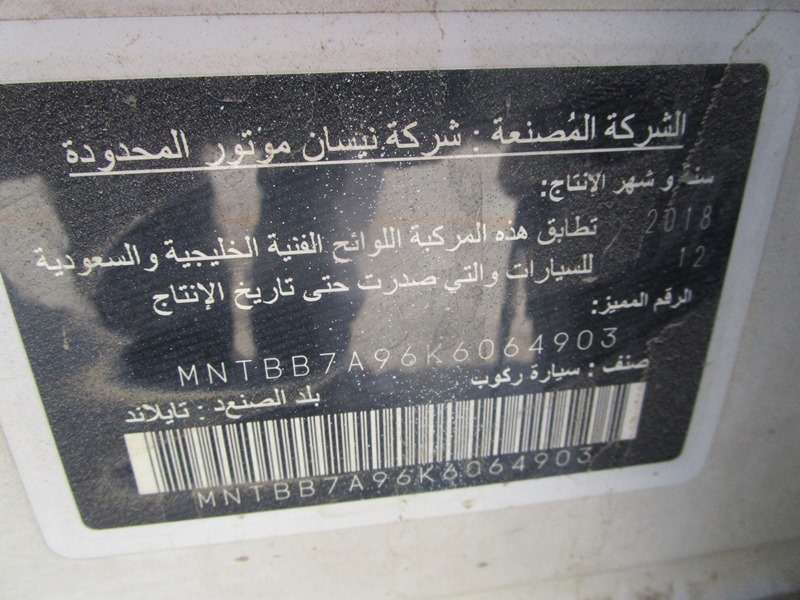 الشركة المُصنعة : شركة نيسان موتور المحدودة
سنة و شهر الإنتاج:
2018 تطابق هذه المركبة اللوائح الفنية الخليجية والسعودية
12 للسيارات والتي صدرت حتى تاريخ الإنتاج
الرقم المميز:
MNTBB7A96K6064903
صنف : سيارة ركوب بلد الصنع : تايلاند
MNTBB7A96K6064903